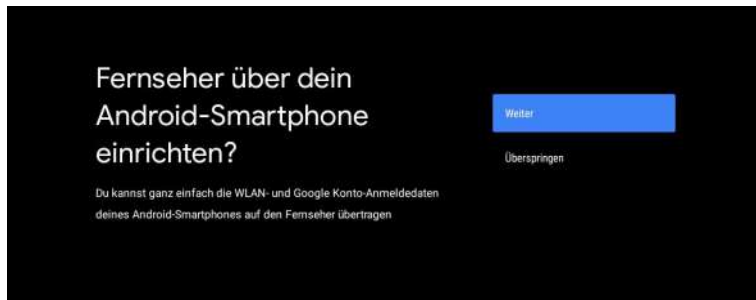 Fernseher über dein
Android-Smartphone
einrichten?
Du kannst ganz einfach die WLAN- und Google Konto-Anmeldedaten
deines Android-Smartphones auf den Fernseher übertragen
Weiter
Überspringen